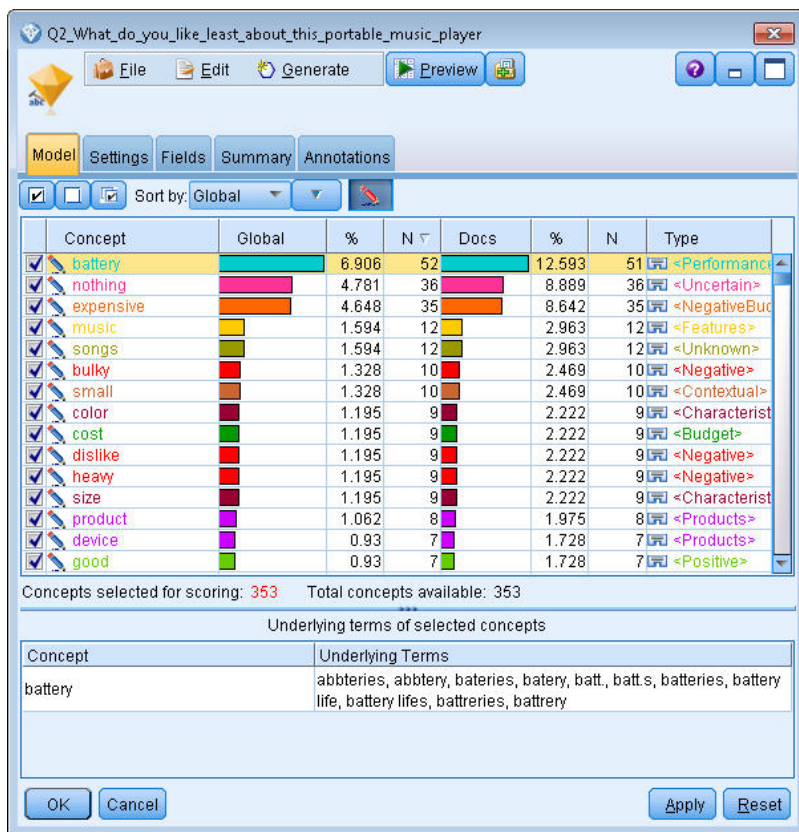 Q2_What_do_you_like_least_about_this_portable_music_player
File Edit Generate Preview
abc
Model Settings Fields Summary Annotations
Sort by: Global
Concept Global % N Docs % N Type
battery 6.906 52 12.593 51 <Performance
nothing 4.781 36 8.889 36 <Uncertain>
expensive 4.648 35 8.642 35 <NegativeBud
music 1.594 12 2.963 12 <Features>
songs 1.594 12 2.963 12 <Unknown>
bulky 1.328 10 2.469 10 <Negative>
small 1.328 10 2.469 10 <Contextual>
color 1.195 9 2.222 9 <Characterist
cost 1.195 9 2.222 9 <Budget>
dislike 1.195 9 2.222 9 <Negative>
heavy 1.195 9 2.222 9 <Negative>
size 1.195 9 2.222 9 <Characterist
product 1.062 8 1.975 8 <Products>
device 0.93 7 1.728 7 <Products>
good 0.93 7 1.728 7 <Positive>
Concepts selected for scoring: 353 Total concepts available: 353
Underlying terms of selected concepts
Concept Underlying Terms
battery abbteries, abbtery, bateries, batery, batt., batt.s, batteries, battery
life, battery lifes, battreries, battrery
OK Cancel Apply Reset